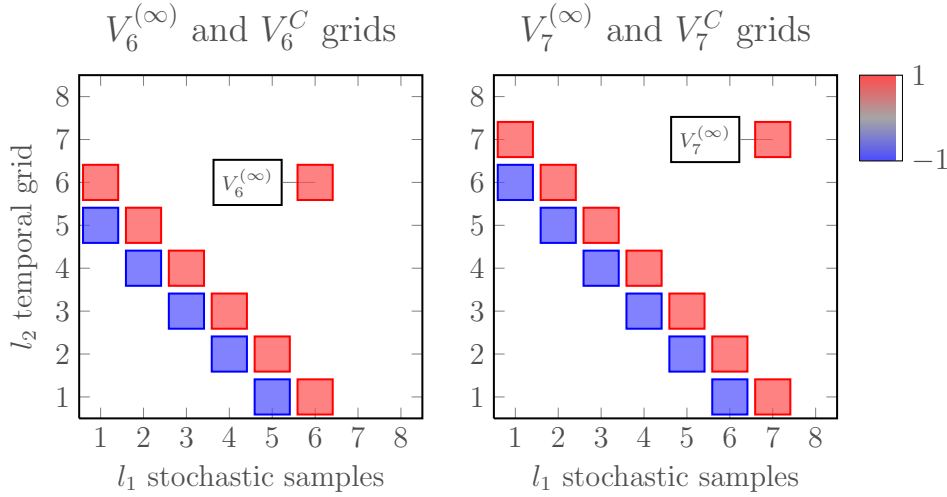 V_6^{(∞)} and V_6^C grids
V_7^{(∞)} and V_7^C grids
8
7
6
5
4
3
2
1
l_2 temporal grid
V_6^{(∞)}
1 2 3 4 5 6 7 8
l_1 stochastic samples
8
7
6
5
4
3
2
1
V_7^{(∞)}
1 2 3 4 5 6 7 8
l_1 stochastic samples
1
−1